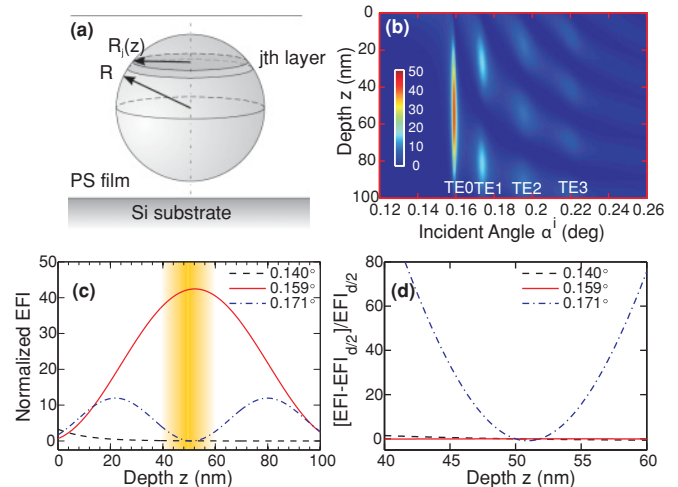 (a)
R_j(z)
jth layer
R
PS film
Si substrate
(b)
0
20
40
60
80
100
Depth z (nm)
50
40
30
20
10
0
TE0 TE1 TE2 TE3
0.12 0.14 0.16 0.18 0.20 0.22 0.24 0.26
Incident Angle α^i (deg)
(c)
50
40
30
20
10
0
Normalized EFI
0.140°
0.159°
0.171°
0 20 40 60 80 100
Depth z (nm)
(d)
80
60
40
20
0
[EFI-EFI_d/2]/EFI_d/2
0.140°
0.159°
0.171°
40 45 50 55 60
Depth z (nm)